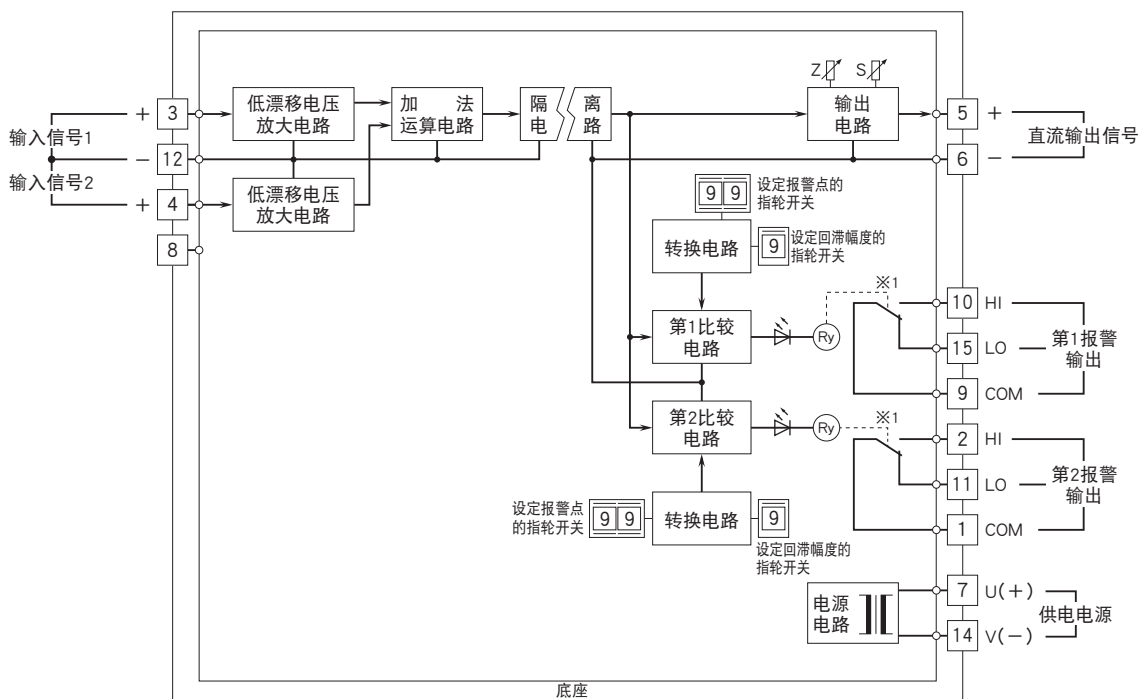 Z
S
低漂移电压
放大电路
加 法
运算电路
隔 离
电 路
输出
电路
+
3
5
+
输入信号1
直流输出信号
-
12
6
-
输入信号2
+
4
低漂移电压
放大电路
8
9 9
设定报警点的
指轮开关
转换电路
9
设定回滞幅度的
指轮开关
※1
10
HI
第1比较
电路
Ry
15
LO
第1报警
输出
9
COM
第2比较
电路
Ry
※1
2
HI
11
LO
第2报警
输出
设定报警点
的指轮开关
9 9
转换电路
9
1
COM
设定回滞幅度的
指轮开关
电源
电路
7
U(+)
供电电源
14
V(-)
底座